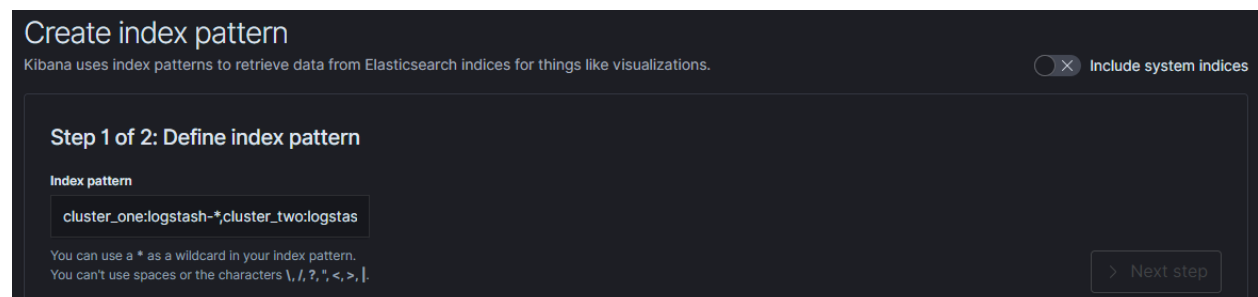 Create index pattern
Kibana uses index patterns to retrieve data from Elasticsearch indices for things like visualizations.
Include system indices
Step 1 of 2: Define index pattern
Index pattern
cluster_one:logstash-*,cluster_two:logstas
You can use a * as a wildcard in your index pattern.
You can't use spaces or the characters \, /, ?, ", <, >, |.
> Next step